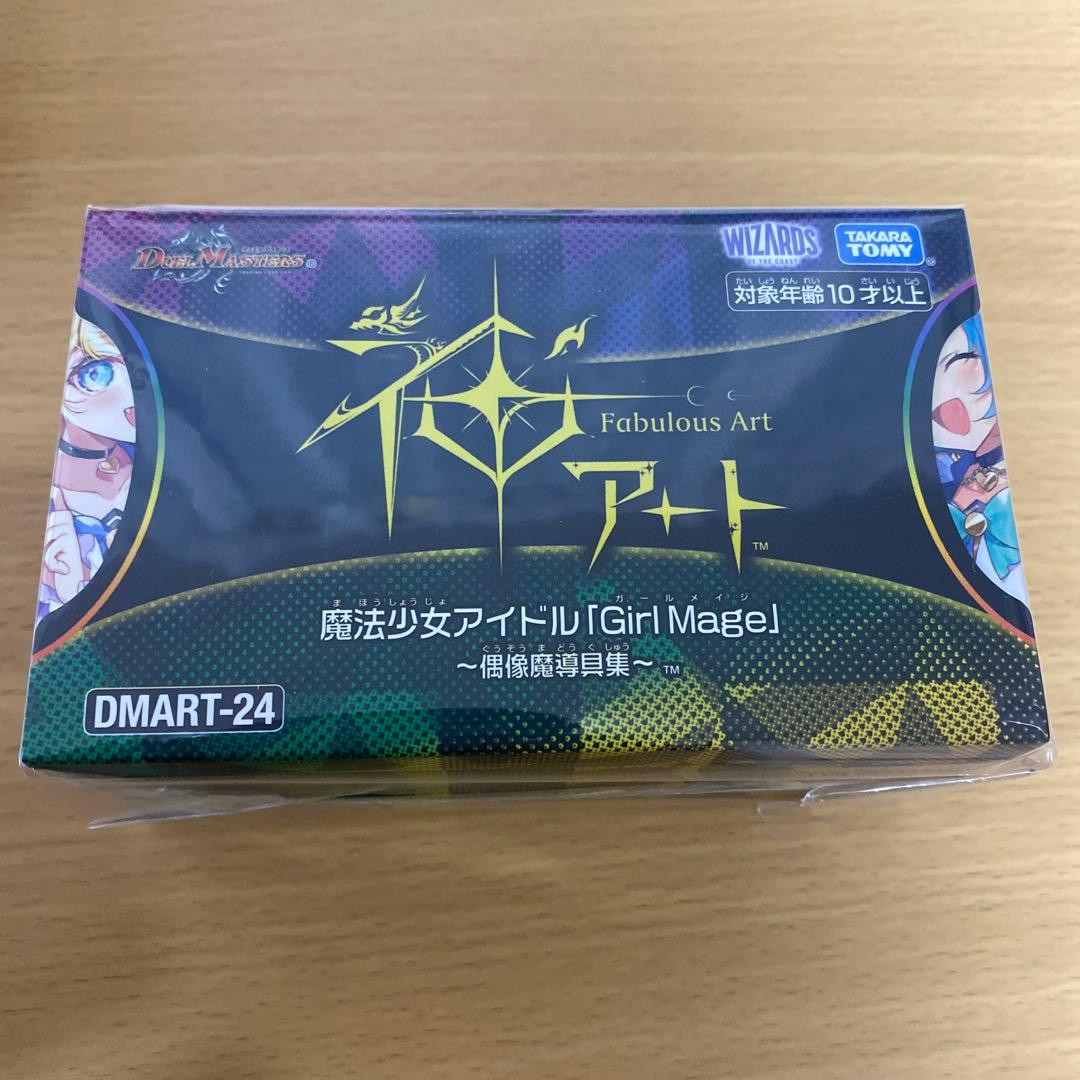 DUEL MASTERS®
WIZARDS
OF THE COAST
TAKARA
TOMY®
たいしょうねんれい さいいじょう
対象年齢10才以上
神
Fabulous Art
アート™
まほうしょうじょ ガールメイジ
魔法少女アイドル「Girl Mage」
ぐうぞうまどうぐしゅう
～偶像魔導具集～™
DMART-24